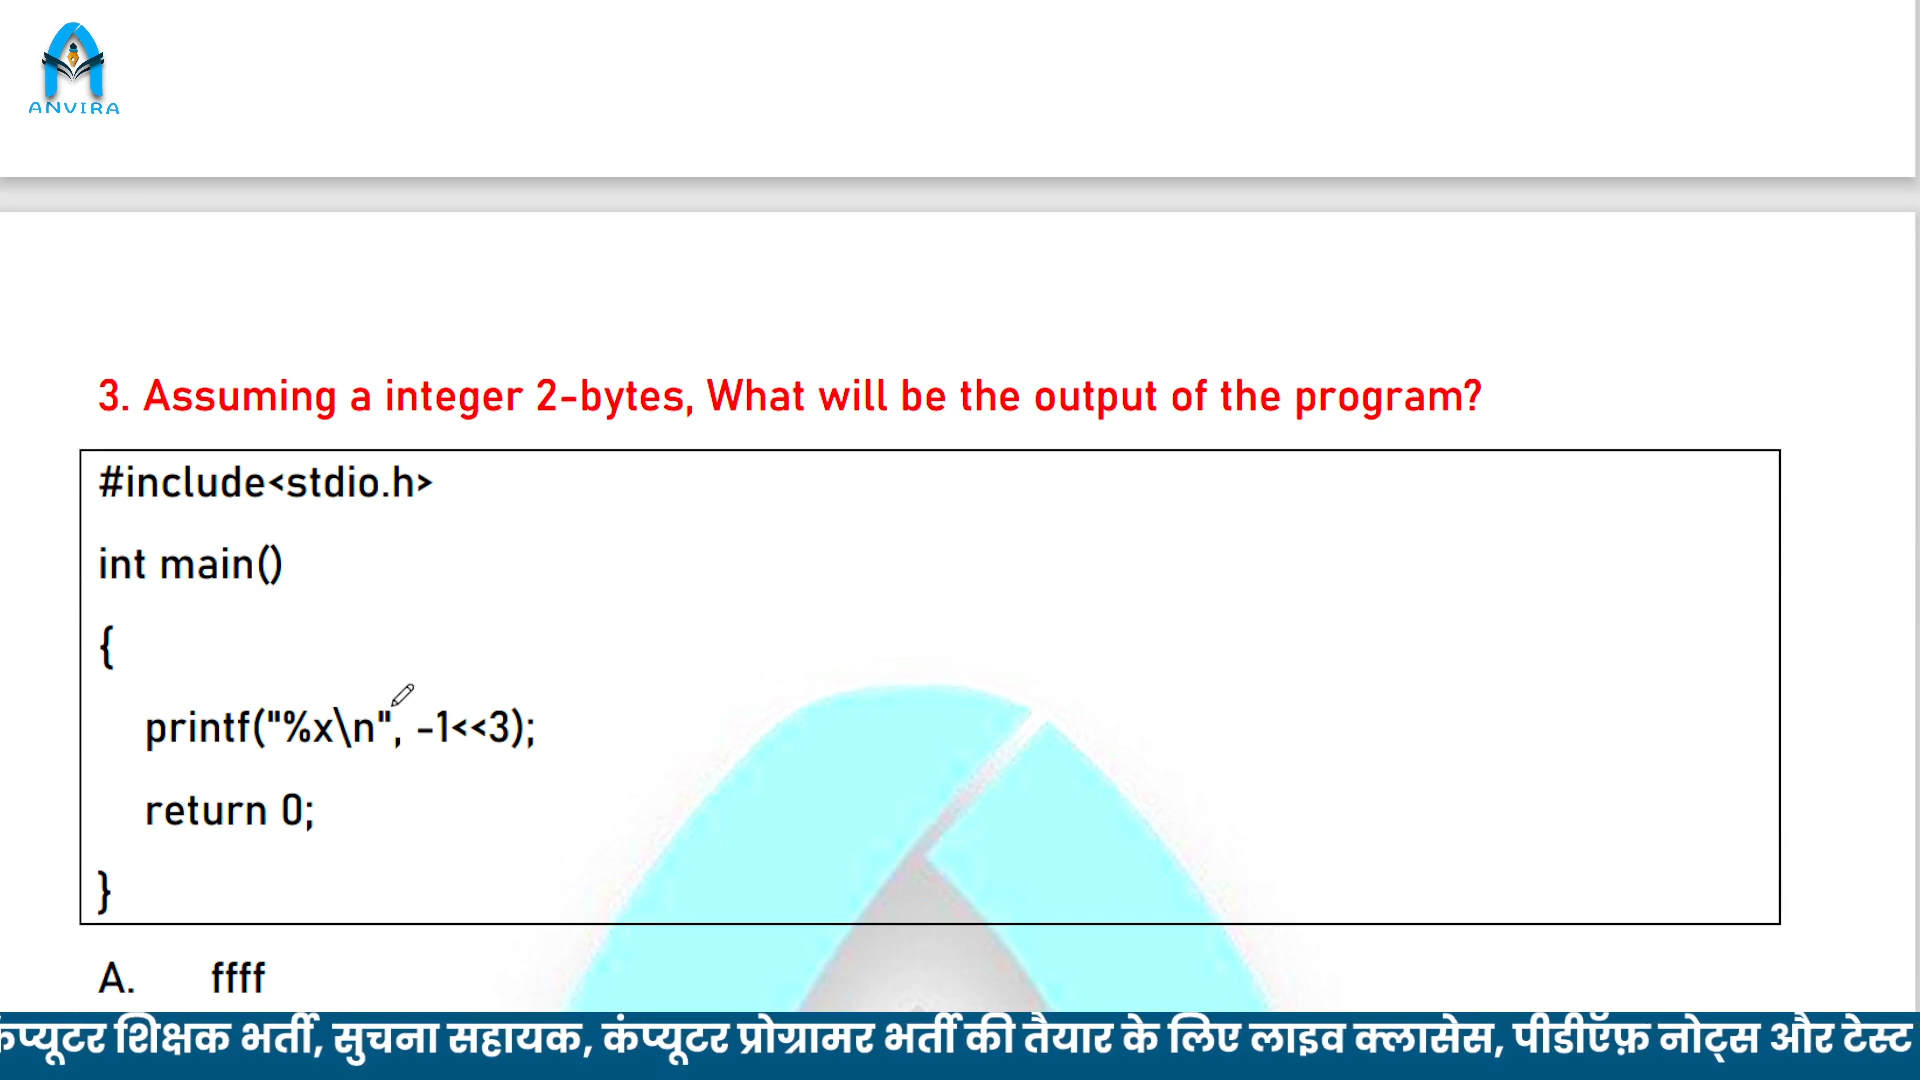 ANVIRA
3. Assuming a integer 2-bytes, What will be the output of the program?
#include<stdio.h>
int main()
{
printf("%x\n", -1<<3);
return 0;
}
A. ffff
शिक्षक भर्ती, सुचना सहायक, कंप्यूटर प्रोग्रामर भर्ती की तैयार के लिए लाइव क्लासेस, पीडीऍफ़ नोट्स और टेस्ट